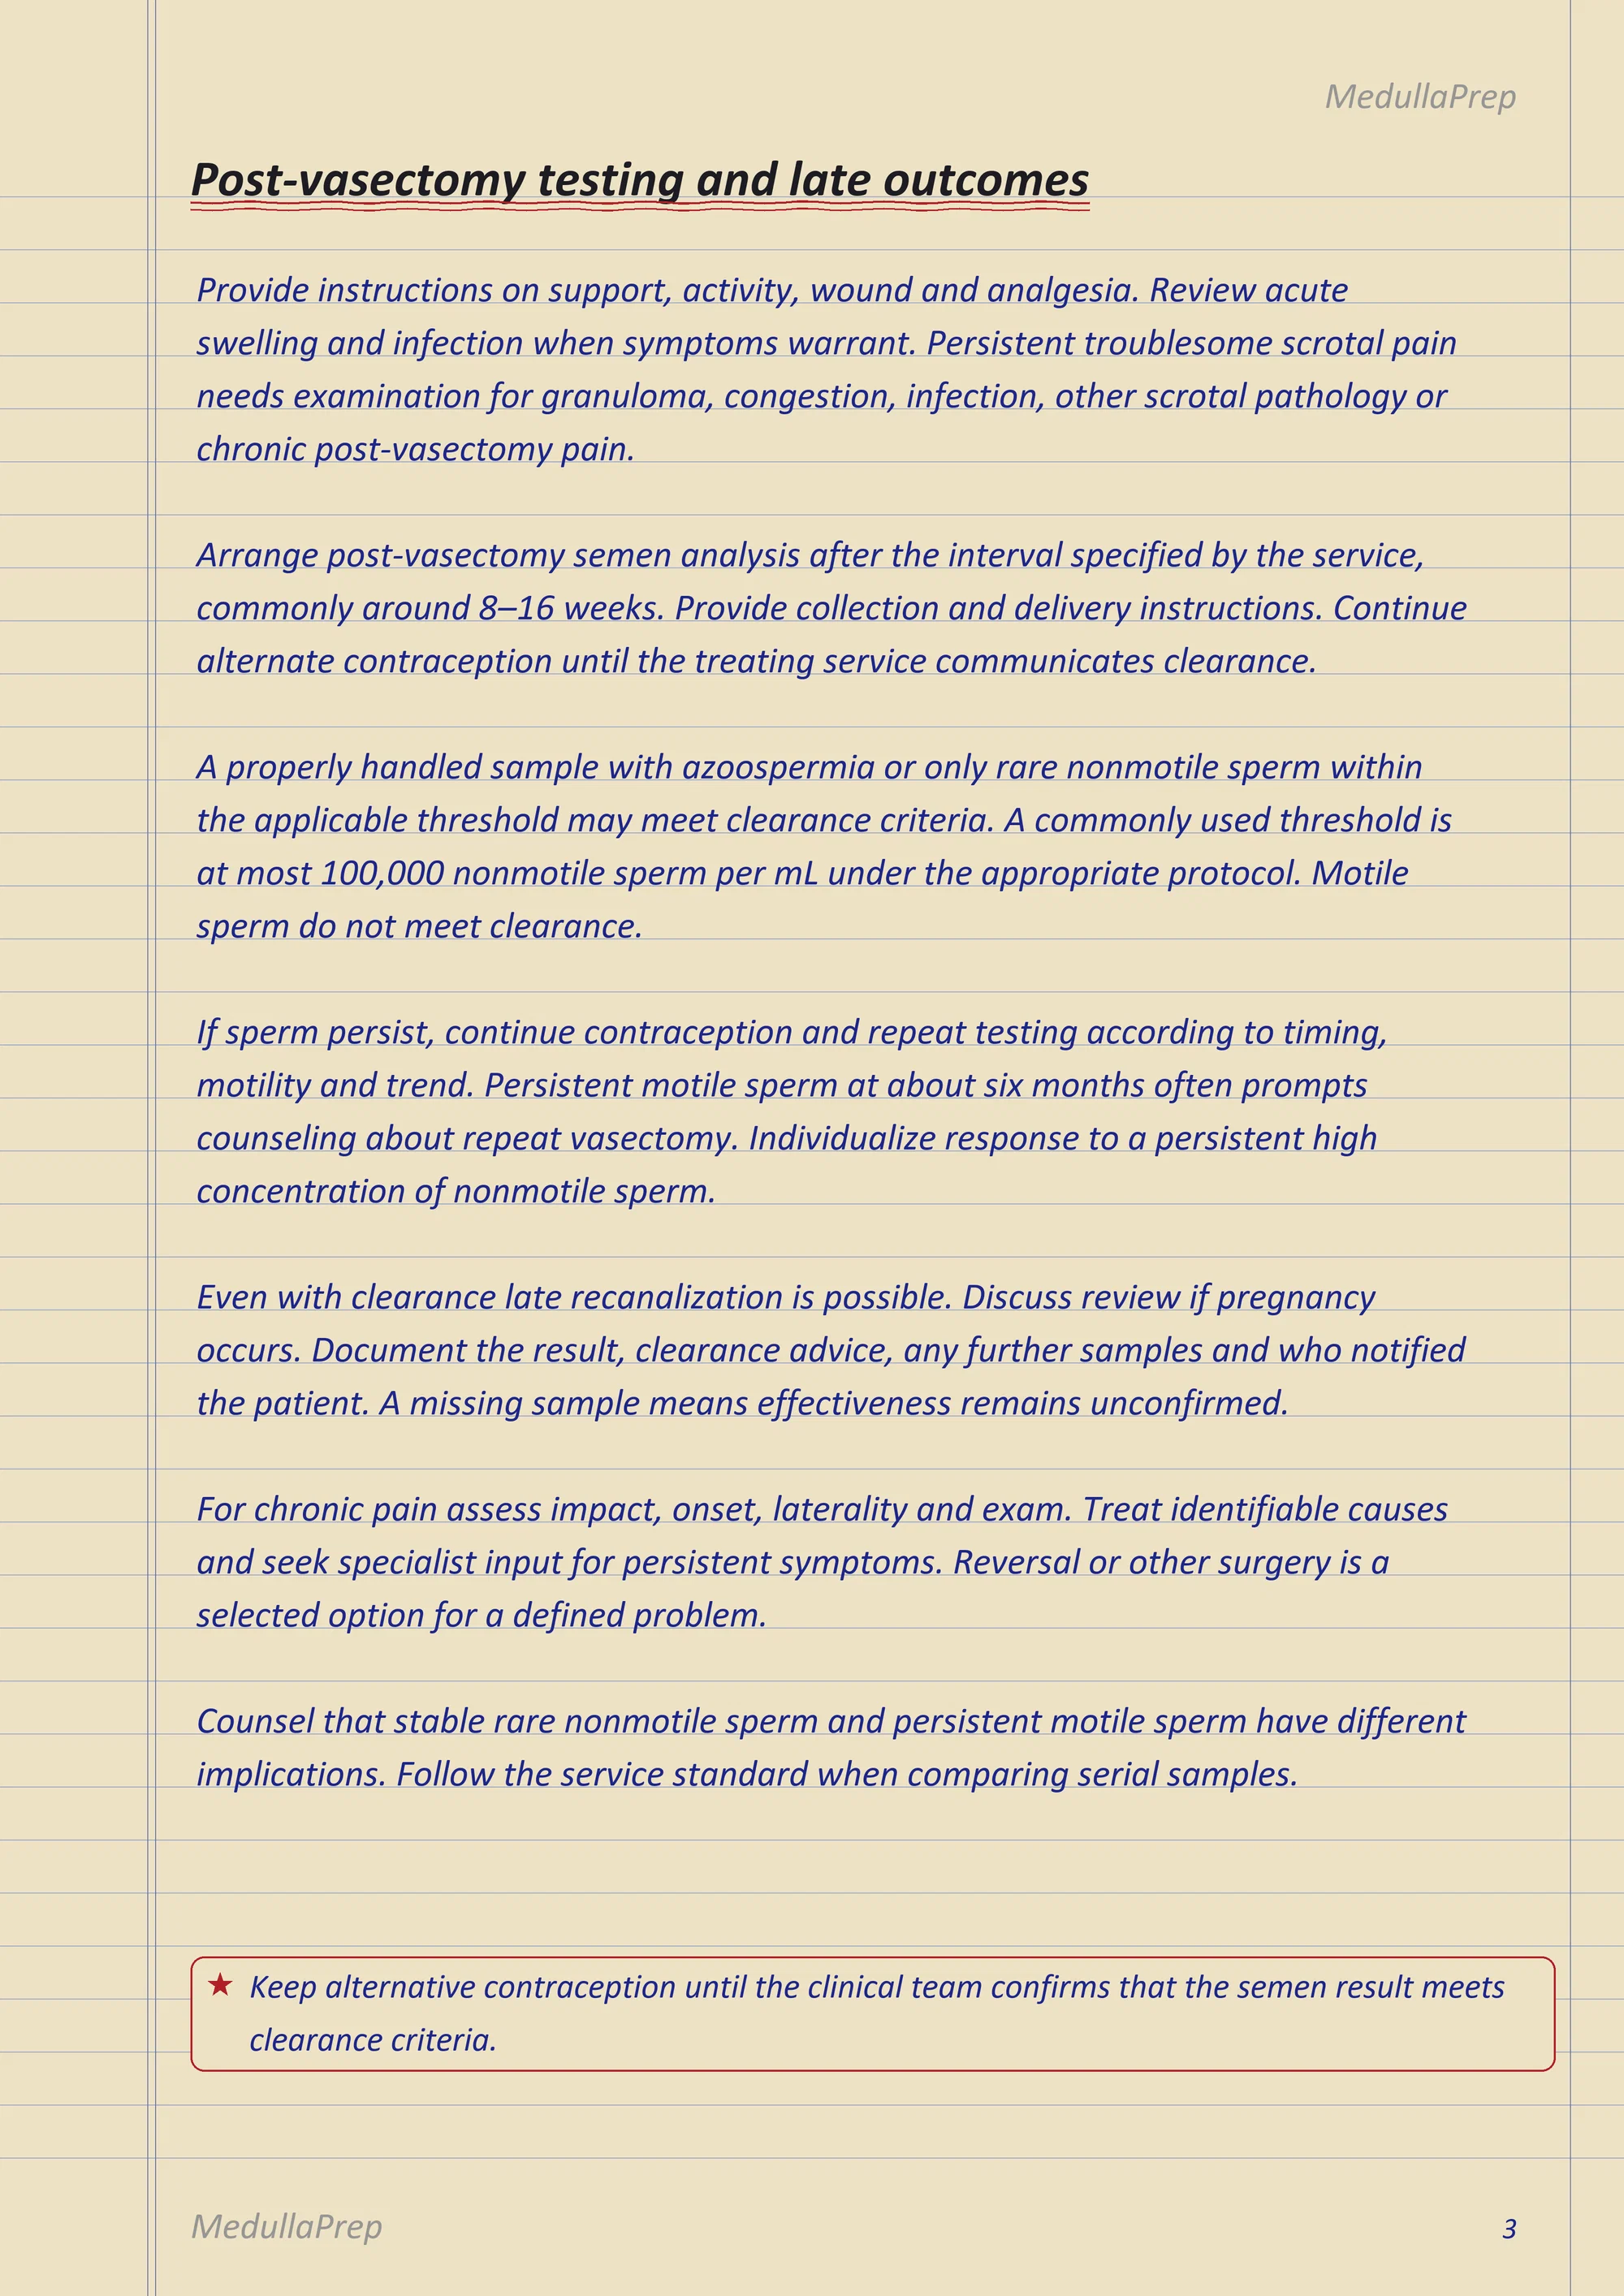 MedullaPrep
Post-vasectomy testing and late outcomes
Provide instructions on support, activity, wound and analgesia. Review acute
swelling and infection when symptoms warrant. Persistent troublesome scrotal pain
needs examination for granuloma, congestion, infection, other scrotal pathology or
chronic post-vasectomy pain.
Arrange post-vasectomy semen analysis after the interval specified by the service,
commonly around 8–16 weeks. Provide collection and delivery instructions. Continue
alternate contraception until the treating service communicates clearance.
A properly handled sample with azoospermia or only rare nonmotile sperm within
the applicable threshold may meet clearance criteria. A commonly used threshold is
at most 100,000 nonmotile sperm per mL under the appropriate protocol. Motile
sperm do not meet clearance.
If sperm persist, continue contraception and repeat testing according to timing,
motility and trend. Persistent motile sperm at about six months often prompts
counseling about repeat vasectomy. Individualize response to a persistent high
concentration of nonmotile sperm.
Even with clearance late recanalization is possible. Discuss review if pregnancy
occurs. Document the result, clearance advice, any further samples and who notified
the patient. A missing sample means effectiveness remains unconfirmed.
For chronic pain assess impact, onset, laterality and exam. Treat identifiable causes
and seek specialist input for persistent symptoms. Reversal or other surgery is a
selected option for a defined problem.
Counsel that stable rare nonmotile sperm and persistent motile sperm have different
implications. Follow the service standard when comparing serial samples.
★ Keep alternative contraception until the clinical team confirms that the semen result meets
clearance criteria.
MedullaPrep
3